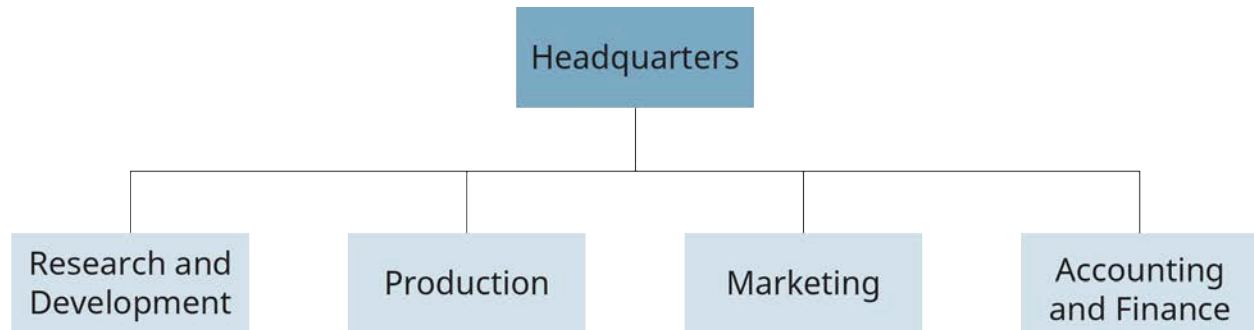 Headquarters
Research and
Development
Production
Marketing
Accounting
and Finance